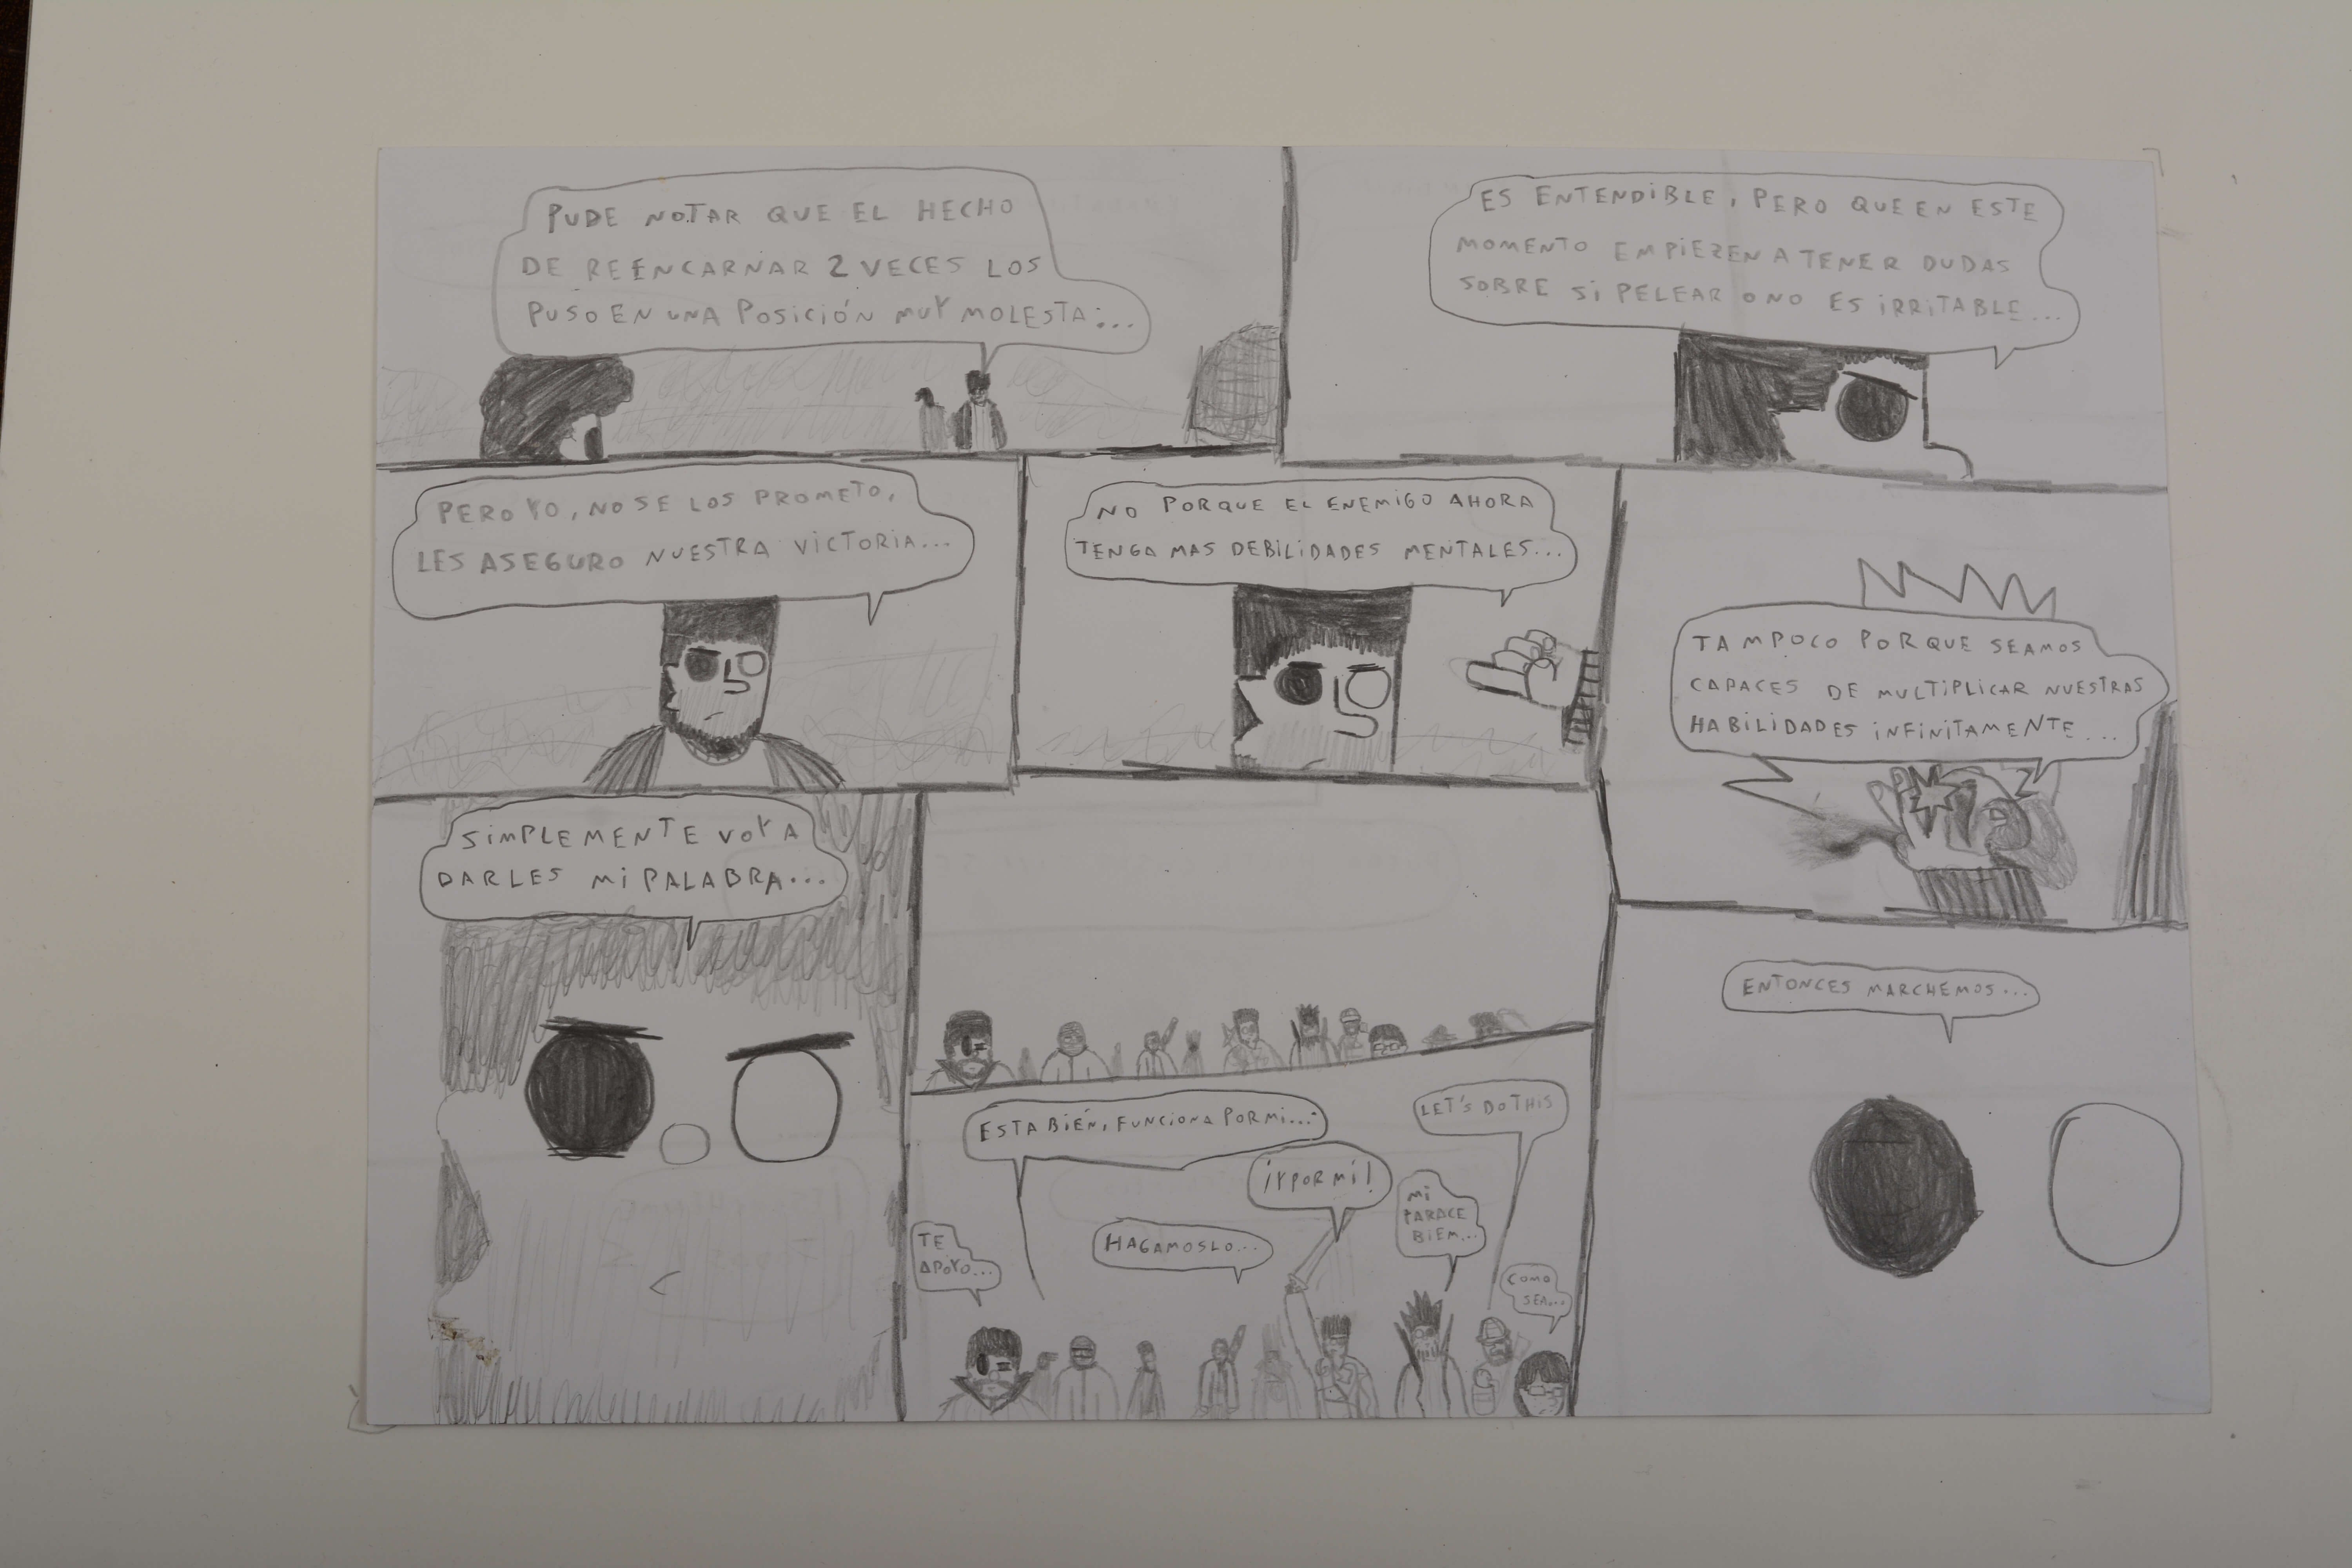 PUDE NOTAR QUE EL HECHO
DE REENCARNAR 2 VECES LOS
PUSO EN UNA POSICIÓN MUY MOLESTA...
ES ENTENDIBLE, PERO QUE EN ESTE
MOMENTO EMPIEZEN A TENER DUDAS
SOBRE SI PELEAR O NO ES IRRITABLE...
PERO YO, NO SE LOS PROMETO,
LES ASEGURO NUESTRA VICTORIA...
NO PORQUE EL ENEMIGO AHORA
TENGA MAS DEBILIDADES MENTALES...
TAMPOCO PORQUE SEAMOS
CAPACES DE MULTIPLICAR NUESTRAS
HABILIDADES INFINITAMENTE...
SIMPLEMENTE VOY A
DARLES MI PALABRA...
ESTA BIÉN, FUNCIONA POR MI...
LET'S DO THIS
¡Y POR MÍ!
MI
PARACE
BIEM...
TE
APOYO...
HAGAMOSLO...
COMO
SEA...
ENTONCES MARCHEMOS...